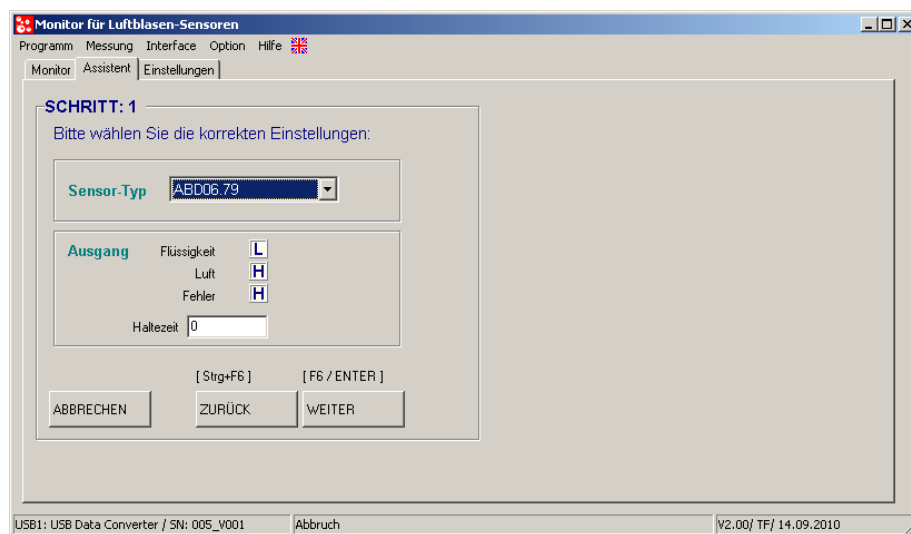 Monitor für Luftblasen-Sensoren
Programm Messung Interface Option Hilfe
Monitor Assistent Einstellungen
SCHRITT: 1
Bitte wählen Sie die korrekten Einstellungen:
Sensor-Typ ABD06.79
Ausgang Flüssigkeit L
Luft H
Fehler H
Haltezeit 0
[ Strg+F6 ] [ F6 / ENTER ]
ABBRECHEN ZURÜCK WEITER
USB1: USB Data Converter / SN: 005_V001 Abbruch V2.00/ TF/ 14.09.2010